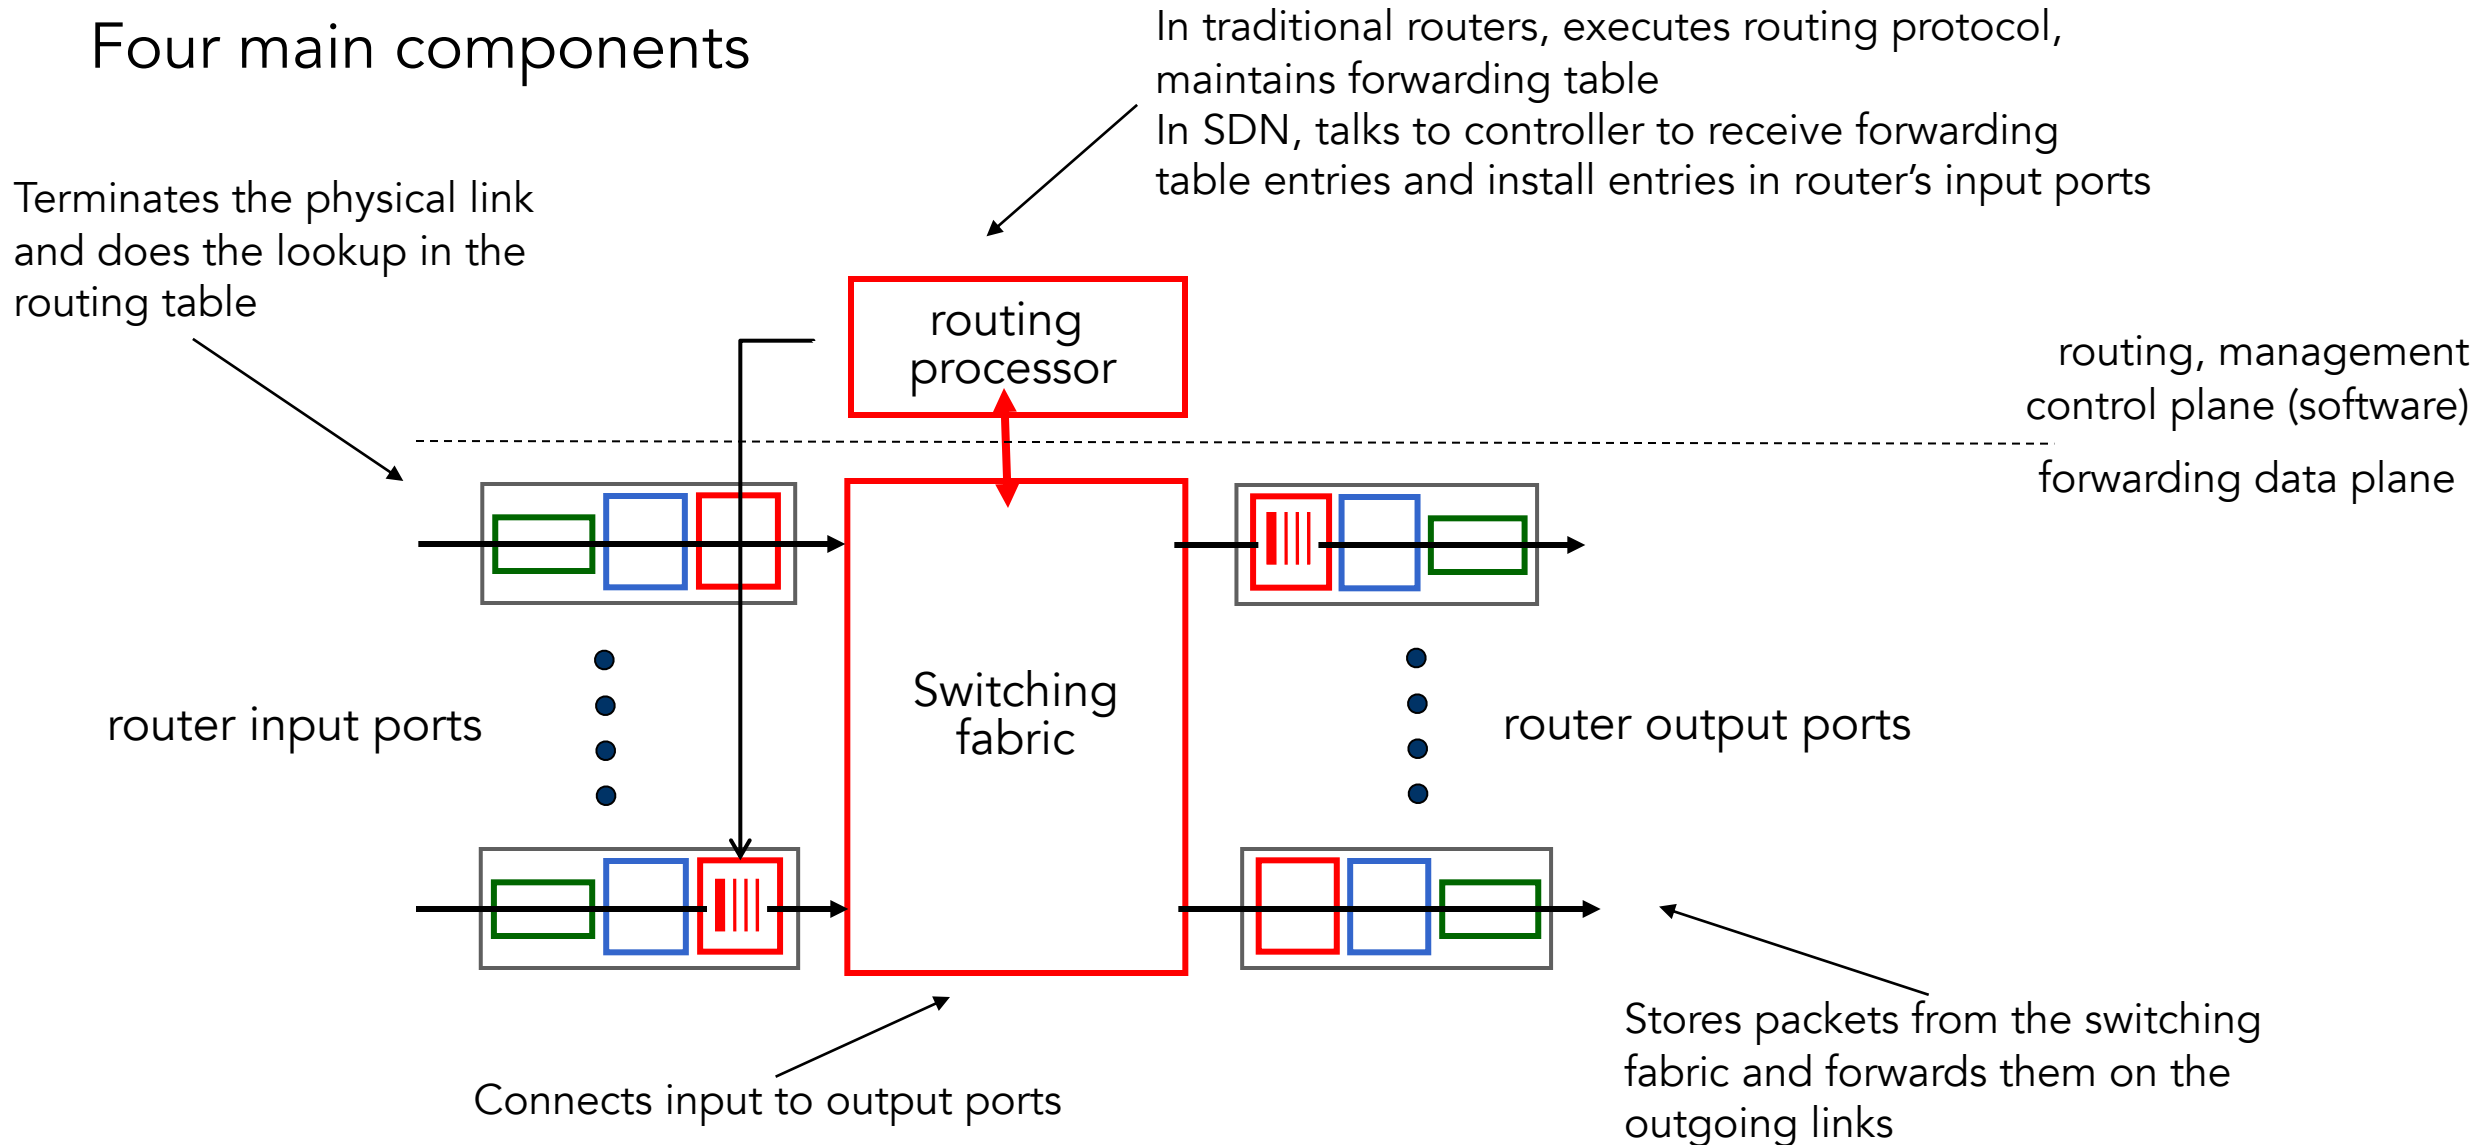 Four main components
In traditional routers, executes routing protocol,
maintains forwarding table
In SDN, talks to controller to receive forwarding
table entries and install entries in router’s input ports
Terminates the physical link
and does the lookup in the
routing table
routing
processor
routing, management
control plane (software)
forwarding data plane
router input ports
Switching
fabric
router output ports
Connects input to output ports
Stores packets from the switching
fabric and forwards them on the
outgoing links